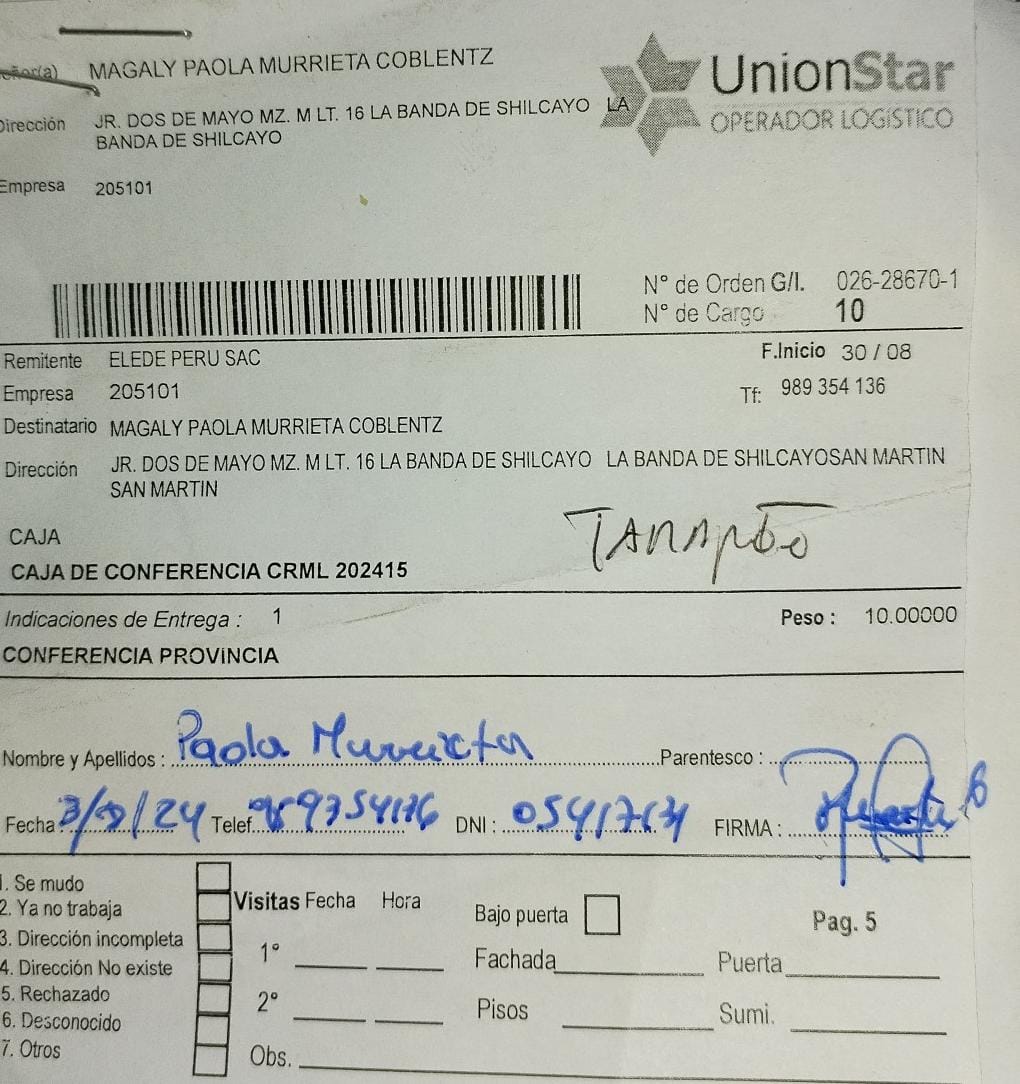 eñor(a) MAGALY PAOLA MURRIETA COBLENTZ
UnionStar
OPERADOR LOGÍSTICO
Dirección JR. DOS DE MAYO MZ. M LT. 16 LA BANDA DE SHILCAYO LA
BANDA DE SHILCAYO
Empresa 205101
N° de Orden G/I. 026-28670-1
N° de Cargo 10
Remitente ELEDE PERU SAC F.Inicio 30 / 08
Empresa 205101 Tf: 989 354 136
Destinatario MAGALY PAOLA MURRIETA COBLENTZ
Dirección JR. DOS DE MAYO MZ. M LT. 16 LA BANDA DE SHILCAYO LA BANDA DE SHILCAYOSAN MARTIN
SAN MARTIN
CAJA
CAJA DE CONFERENCIA CRML 202415
Indicaciones de Entrega : 1 Peso : 10.00000
CONFERENCIA PROVINCIA
Nombre y Apellidos : Paola Murrieta Parentesco :
Fecha Telef. DNI : FIRMA :
1. Se mudo
2. Ya no trabaja
3. Dirección incompleta
4. Dirección No existe
5. Rechazado
6. Desconocido
7. Otros
Visitas Fecha Hora
1°
2°
Obs.
Bajo puerta
Pag. 5
Fachada Puerta
Pisos Sumi.